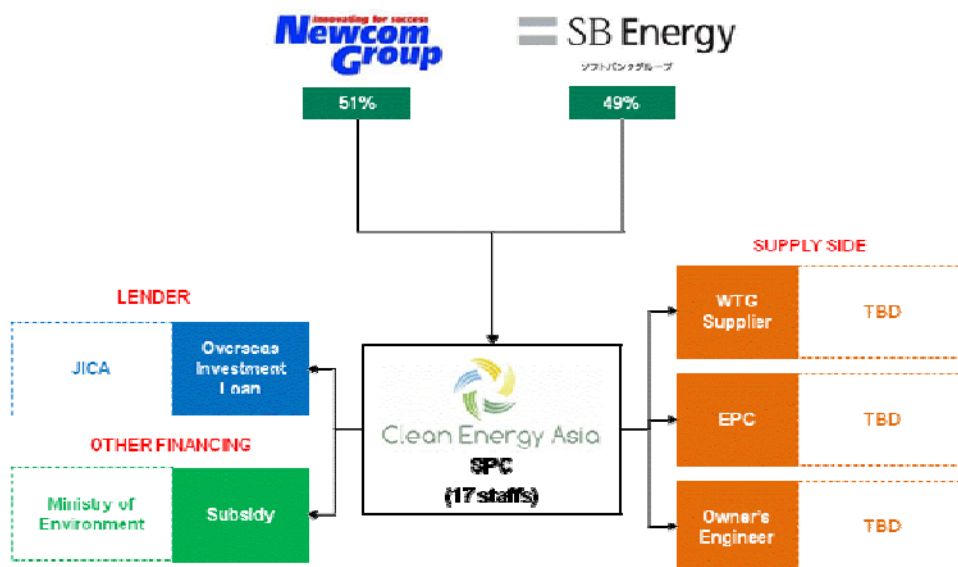 Innovating for success
Newcom
Group
SB Energy
ソフトバンクグループ
51%
49%
SUPPLY SIDE
LENDER
WTG
Supplier
TBD
JICA
Overseas
Investment
Loan
Clean Energy Asia
SPC
(17 staffs)
EPC
TBD
OTHER FINANCING
Ministry of
Environment
Subsidy
Owner's
Engineer
TBD